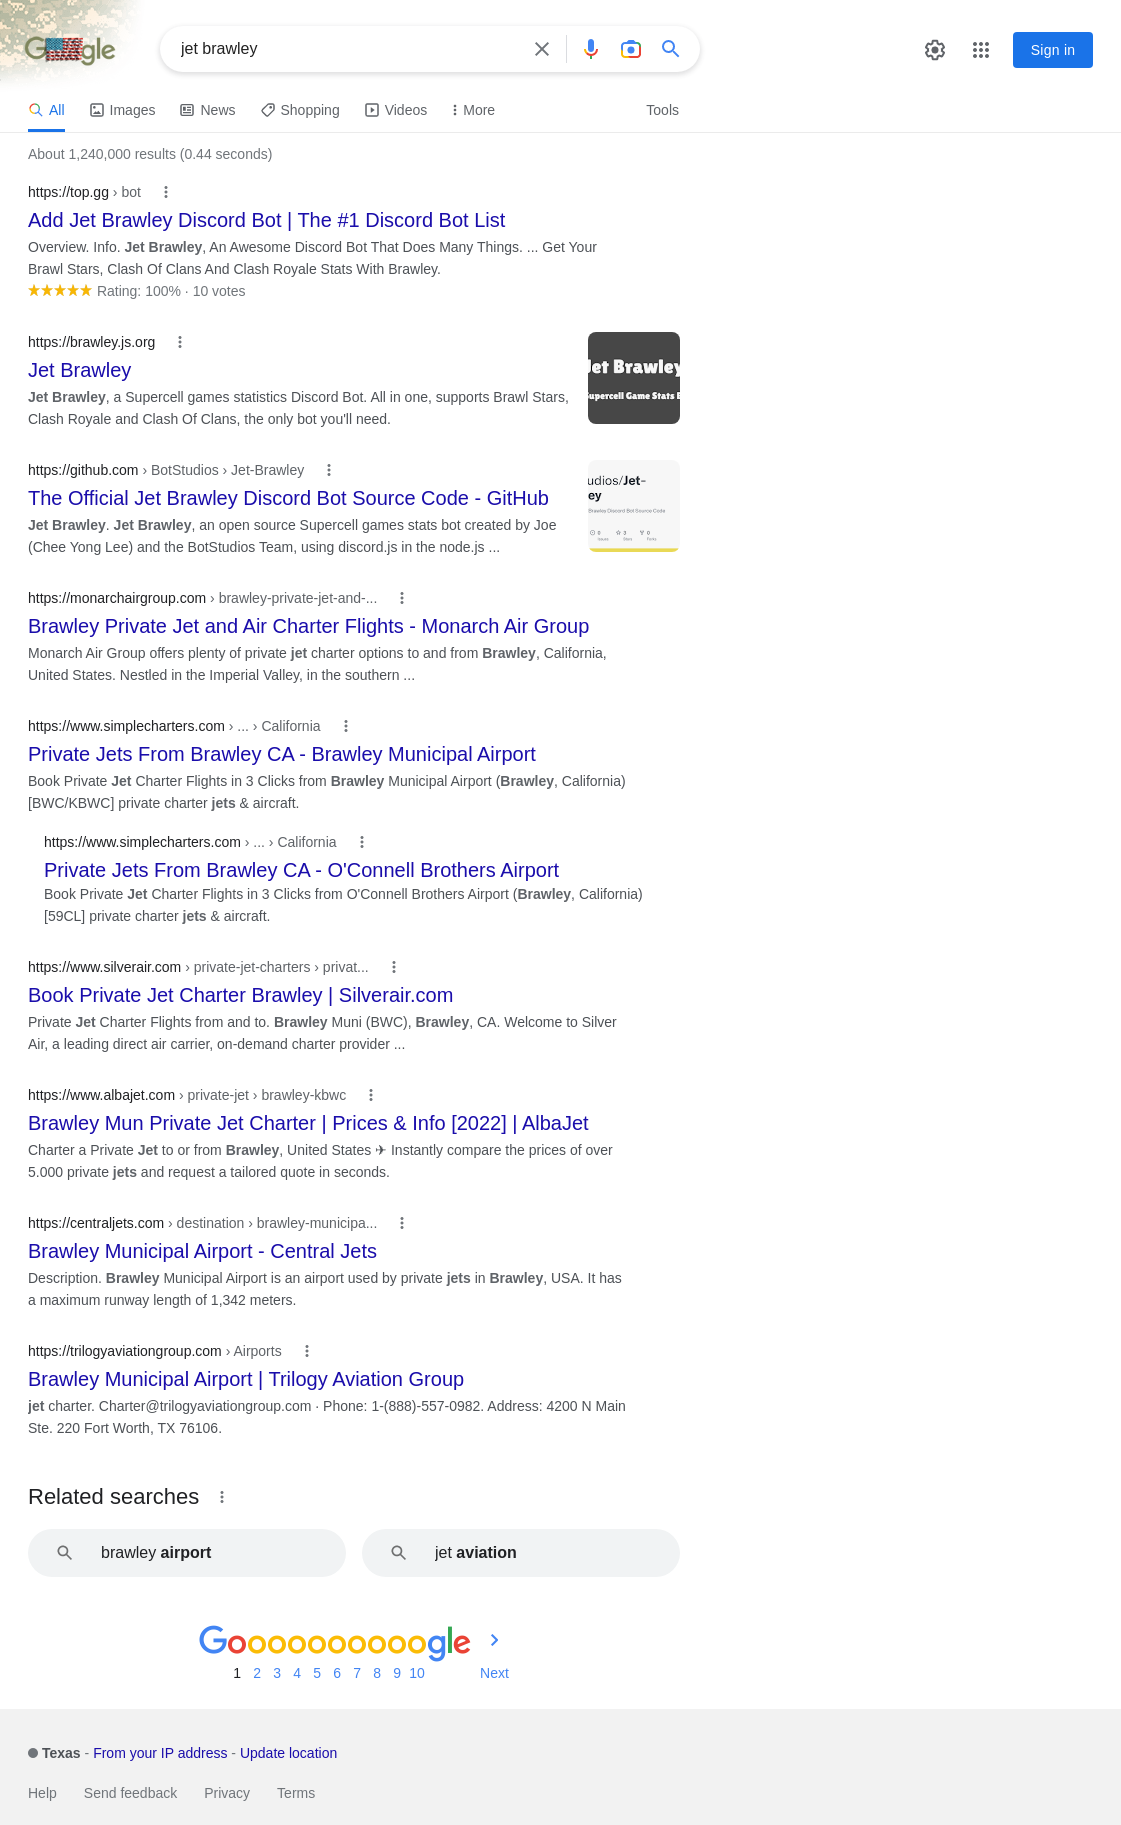 Google
jet brawley
Sign in
All
Images
News
Shopping
Videos
More
Tools
About 1,240,000 results (0.44 seconds)
https://top.gg › bot
Add Jet Brawley Discord Bot | The #1 Discord Bot List
Overview. Info. Jet Brawley, An Awesome Discord Bot That Does Many Things. ... Get Your
Brawl Stars, Clash Of Clans And Clash Royale Stats With Brawley.
Rating: 100% · 10 votes
https://brawley.js.org
Jet Brawley
Jet Brawley, a Supercell games statistics Discord Bot. All in one, supports Brawl Stars,
Clash Royale and Clash Of Clans, the only bot you'll need.
Jet Brawley
Supercell Game Stats B
https://github.com › BotStudios › Jet-Brawley
The Official Jet Brawley Discord Bot Source Code - GitHub
Jet Brawley. Jet Brawley, an open source Supercell games stats bot created by Joe
(Chee Yong Lee) and the BotStudios Team, using discord.js in the node.js ...
udios/Jet-
ey
Brawley Discord Bot Source Code
https://monarchairgroup.com › brawley-private-jet-and-...
Brawley Private Jet and Air Charter Flights - Monarch Air Group
Monarch Air Group offers plenty of private jet charter options to and from Brawley, California,
United States. Nestled in the Imperial Valley, in the southern ...
https://www.simplecharters.com › ... › California
Private Jets From Brawley CA - Brawley Municipal Airport
Book Private Jet Charter Flights in 3 Clicks from Brawley Municipal Airport (Brawley, California)
[BWC/KBWC] private charter jets & aircraft.
https://www.simplecharters.com › ... › California
Private Jets From Brawley CA - O'Connell Brothers Airport
Book Private Jet Charter Flights in 3 Clicks from O'Connell Brothers Airport (Brawley, California)
[59CL] private charter jets & aircraft.
https://www.silverair.com › private-jet-charters › privat...
Book Private Jet Charter Brawley | Silverair.com
Private Jet Charter Flights from and to. Brawley Muni (BWC), Brawley, CA. Welcome to Silver
Air, a leading direct air carrier, on-demand charter provider ...
https://www.albajet.com › private-jet › brawley-kbwc
Brawley Mun Private Jet Charter | Prices & Info [2022] | AlbaJet
Charter a Private Jet to or from Brawley, United States ✈ Instantly compare the prices of over
5.000 private jets and request a tailored quote in seconds.
https://centraljets.com › destination › brawley-municipa...
Brawley Municipal Airport - Central Jets
Description. Brawley Municipal Airport is an airport used by private jets in Brawley, USA. It has
a maximum runway length of 1,342 meters.
https://trilogyaviationgroup.com › Airports
Brawley Municipal Airport | Trilogy Aviation Group
jet charter. Charter@trilogyaviationgroup.com · Phone: 1-(888)-557-0982. Address: 4200 N Main
Ste. 220 Fort Worth, TX 76106.
Related searches
brawley airport
jet aviation
Goooooooooogle
1 2 3 4 5 6 7 8 9 10 Next
Texas - From your IP address - Update location
Help Send feedback Privacy Terms